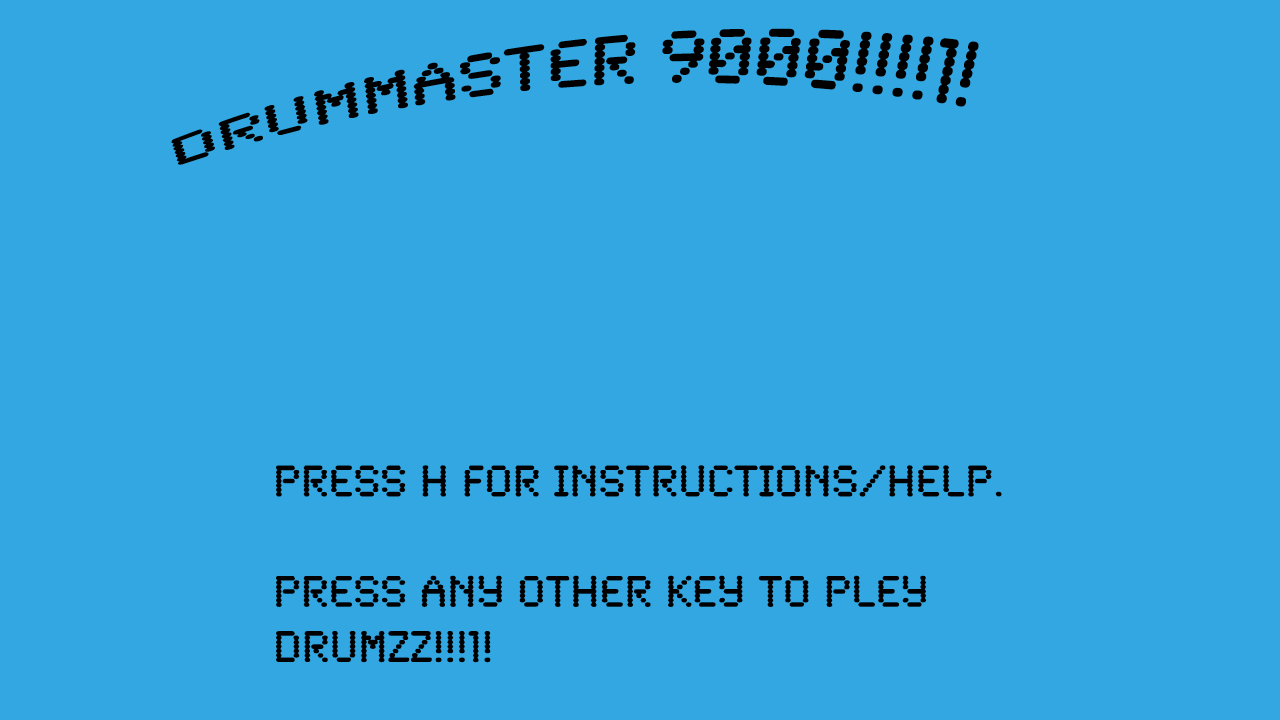 DRUMMASTER 9000!!!!1!
PRESS H FOR INSTRUCTIONS/HELP.
PRESS ANY OTHER KEY TO PLEY
DRUMZZ!!!1!